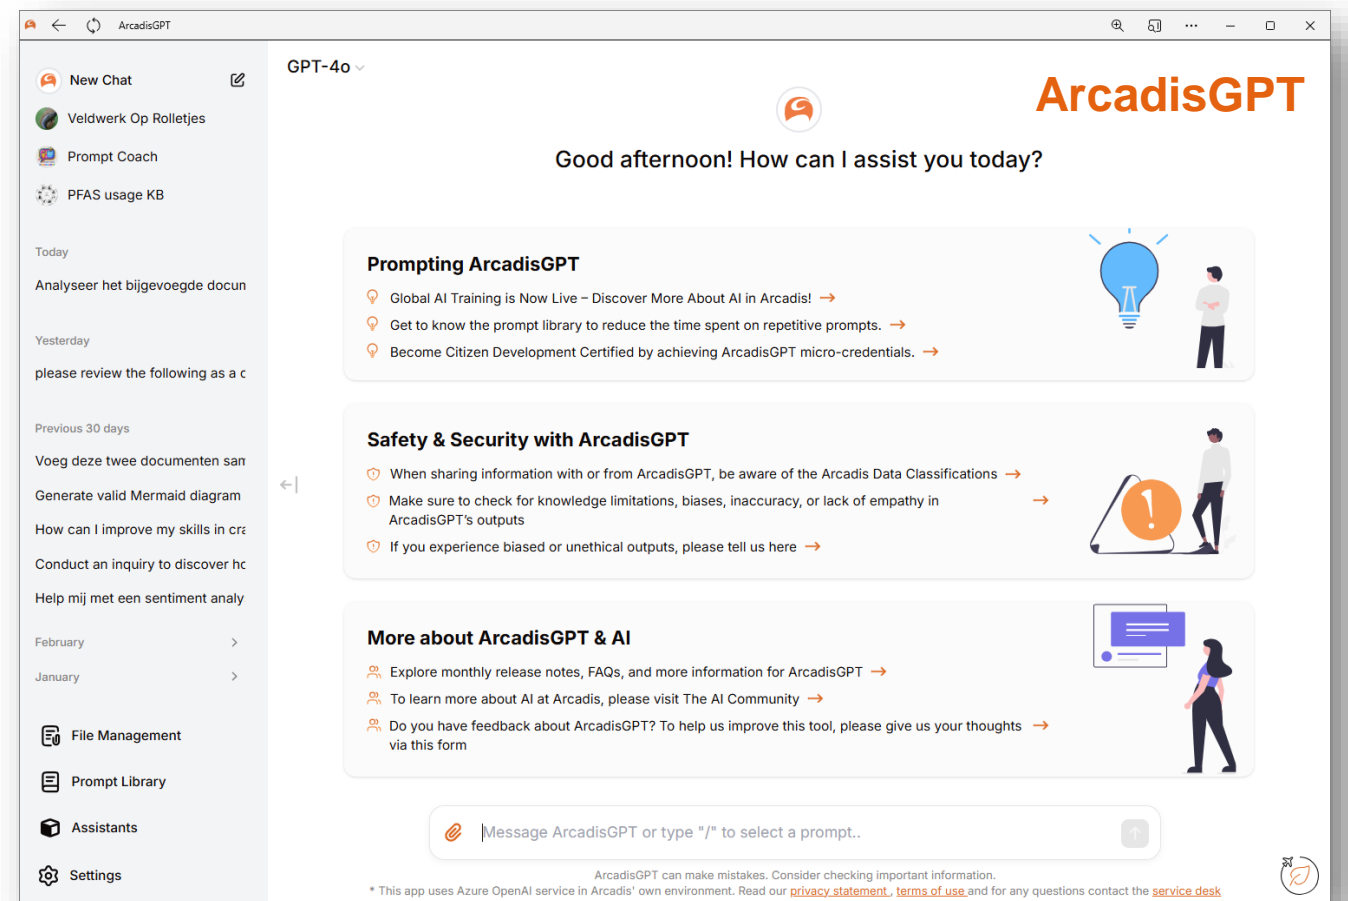 ArcadisGPT
New Chat
Veldwerk Op Rolletjes
Prompt Coach
PFAS usage KB
Today
Analyseer het bijgevoegde docun
Yesterday
please review the following as a c
Previous 30 days
Voeg deze twee documenten san
Generate valid Mermaid diagram
How can I improve my skills in cra
Conduct an inquiry to discover ho
Help mij met een sentiment analy
February
January
File Management
Prompt Library
Assistants
Settings
GPT-4o
ArcadisGPT
Good afternoon! How can I assist you today?
Prompting ArcadisGPT
Global AI Training is Now Live – Discover More About AI in Arcadis! →
Get to know the prompt library to reduce the time spent on repetitive prompts. →
Become Citizen Development Certified by achieving ArcadisGPT micro-credentials. →
Safety & Security with ArcadisGPT
When sharing information with or from ArcadisGPT, be aware of the Arcadis Data Classifications →
Make sure to check for knowledge limitations, biases, inaccuracy, or lack of empathy in →
ArcadisGPT's outputs
If you experience biased or unethical outputs, please tell us here →
More about ArcadisGPT & AI
Explore monthly release notes, FAQs, and more information for ArcadisGPT →
To learn more about AI at Arcadis, please visit The AI Community →
Do you have feedback about ArcadisGPT? To help us improve this tool, please give us your thoughts →
via this form
Message ArcadisGPT or type "/" to select a prompt..
ArcadisGPT can make mistakes. Consider checking important information.
* This app uses Azure OpenAI service in Arcadis' own environment. Read our privacy statement , terms of use and for any questions contact the service desk